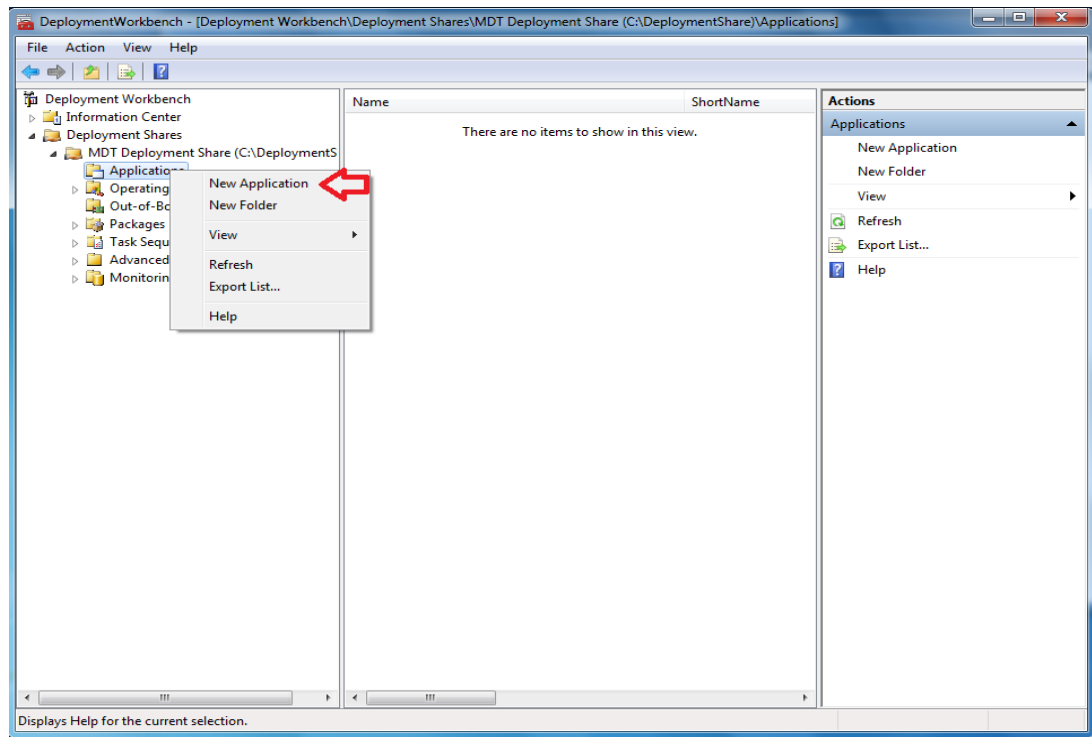 DeploymentWorkbench - [Deployment Workbench\Deployment Shares\MDT Deployment Share (C:\DeploymentShare)\Applications]
File Action View Help
Deployment Workbench
Information Center
Deployment Shares
MDT Deployment Share (C:\DeploymentS
Applications
Operating
Out-of-Bo
Packages
Task Sequ
Advanced
Monitorin
New Application
New Folder
View
Refresh
Export List...
Help
Name ShortName
There are no items to show in this view.
Actions
Applications
New Application
New Folder
View
Refresh
Export List...
Help
Displays Help for the current selection.